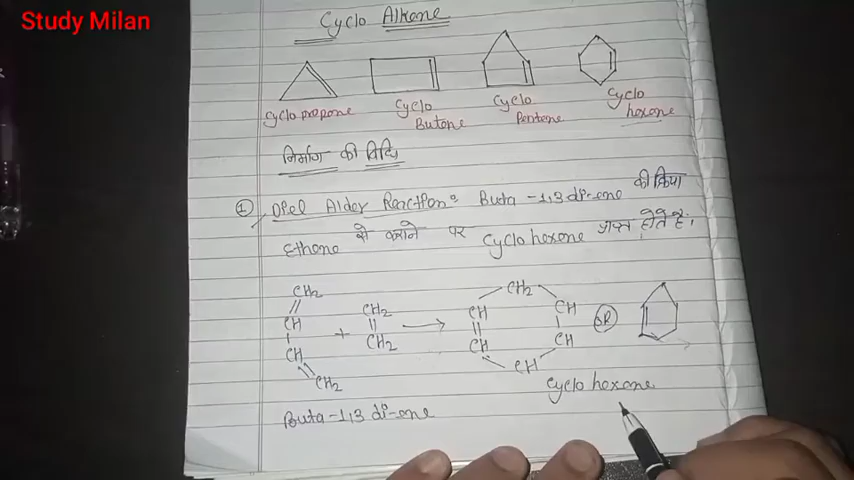 Study Milan
Cyclo Alkene
Cyclo propene
Cyclo Butene
Cyclo Pentene
Cyclo hexene
निर्माण की विधि
① Diel Alder Reaction: Buta -1,3 di-ene की क्रिया
Ethene से कराने पर Cyclo hexene प्राप्त होते है।
CH2
CH
CH
CH2
+
CH2
CH2
CH2
CH
CH
CH
CH
CH
OR
Cyclo hexene
Buta -1,3 di-ene